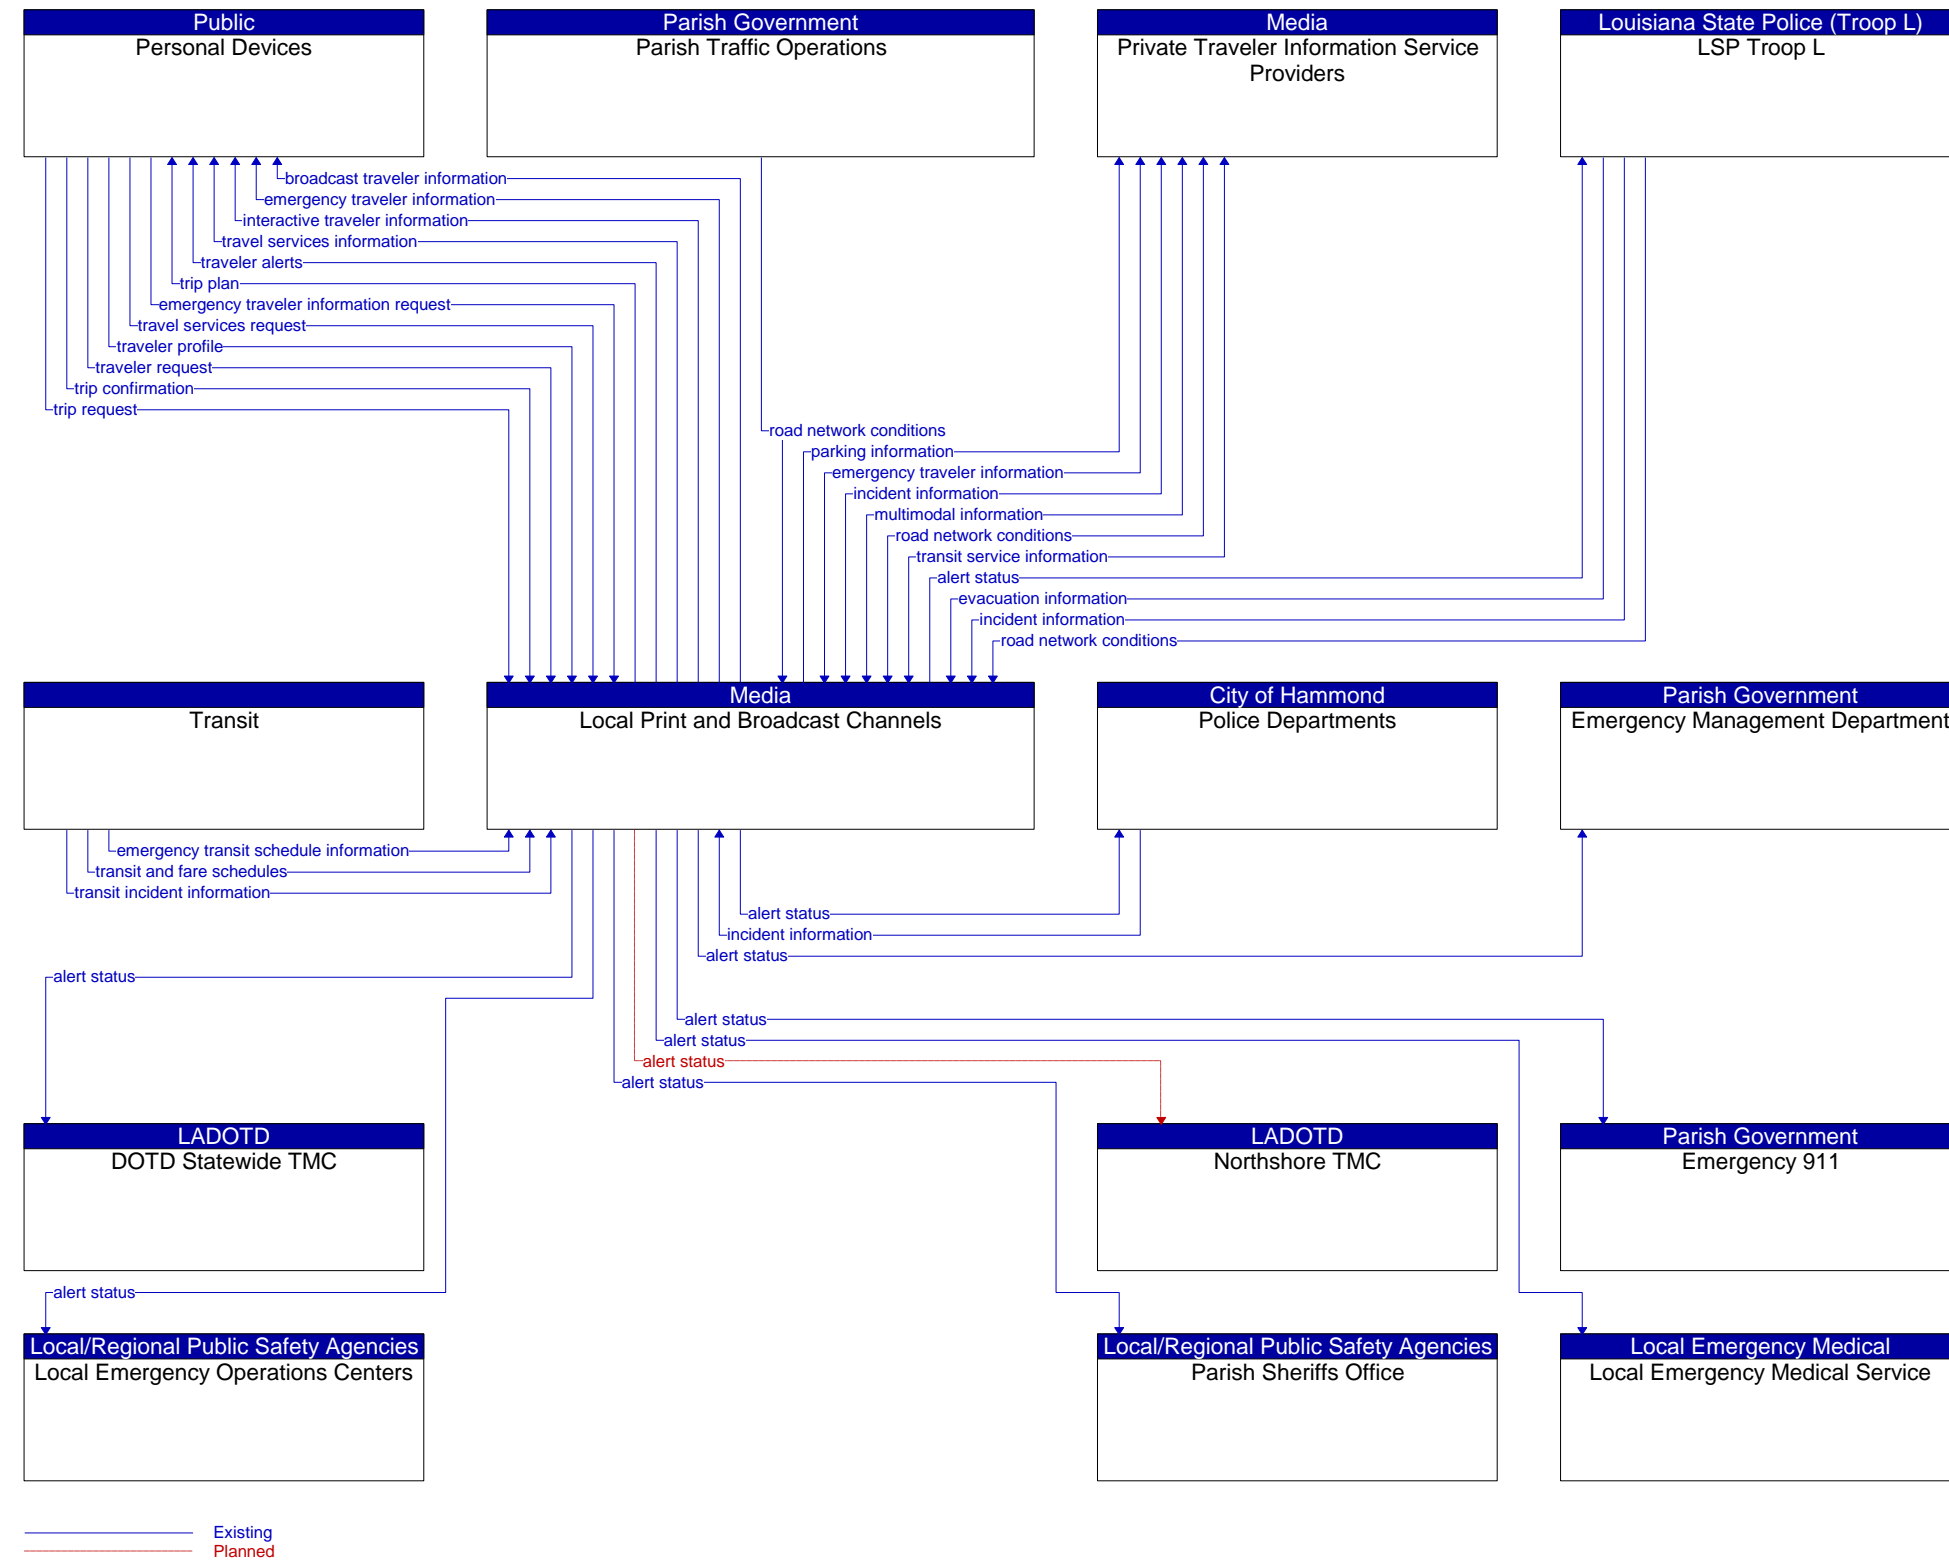 Public
Personal Devices
Parish Government
Parish Traffic Operations
Media
Private Traveler Information Service
Providers
Louisiana State Police (Troop L)
LSP Troop L
broadcast traveler information
emergency traveler information
interactive traveler information
travel services information
traveler alerts
trip plan
emergency traveler information request
travel services request
traveler profile
traveler request
trip confirmation
trip request
road network conditions
parking information
emergency traveler information
incident information
multimodal information
road network conditions
transit service information
alert status
evacuation information
incident information
road network conditions
Transit
Media
Local Print and Broadcast Channels
City of Hammond
Police Departments
Parish Government
Emergency Management Department
emergency transit schedule information
transit and fare schedules
transit incident information
alert status
incident information
alert status
alert status
alert status
alert status
alert status
alert status
LADOTD
DOTD Statewide TMC
LADOTD
Northshore TMC
Parish Government
Emergency 911
alert status
Local/Regional Public Safety Agencies
Local Emergency Operations Centers
Local/Regional Public Safety Agencies
Parish Sheriffs Office
Local Emergency Medical
Local Emergency Medical Service
Existing
Planned